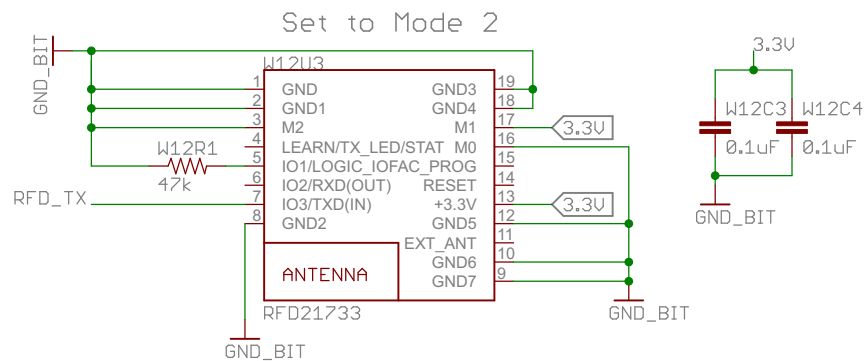 Set to Mode 2
GND_BIT
W12U3
1 GND GND3 19
2 GND1 GND4 18
3 M2 M1 17 3.3V
4 LEARN/TX_LED/STAT M0 16
W12R1
47k
5 IO1/LOGIC_IO FAC_PROG 15
6 IO2/RXD(OUT) RESET 14
RFD_TX 7 IO3/TXD(IN) +3.3V 13 3.3V
8 GND2 GND5 12
EXT_ANT 11
GND6 10
GND7 9
ANTENNA
RFD21733
GND_BIT
GND_BIT
3.3V
W12C3 W12C4
0.1uF 0.1uF
GND_BIT